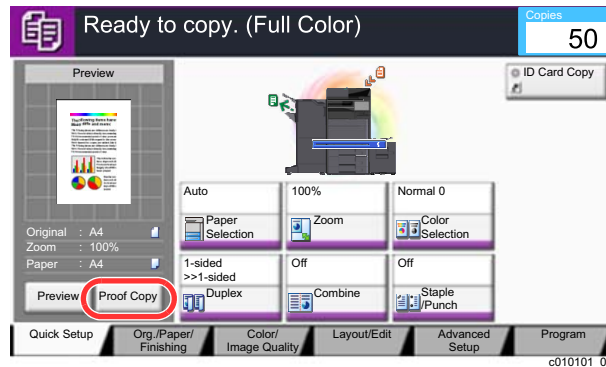 Ready to copy. (Full Color)
Copies
50
Preview
ID Card Copy
Original : A4
Zoom : 100%
Paper : A4
Preview
Proof Copy
Auto
Paper
Selection
100%
Zoom
Normal 0
Color
Selection
1-sided
>>1-sided
Duplex
Off
Combine
Off
Staple
/Punch
Quick Setup
Org./Paper/
Finishing
Color/
Image Quality
Layout/Edit
Advanced
Setup
Program
c010101_0